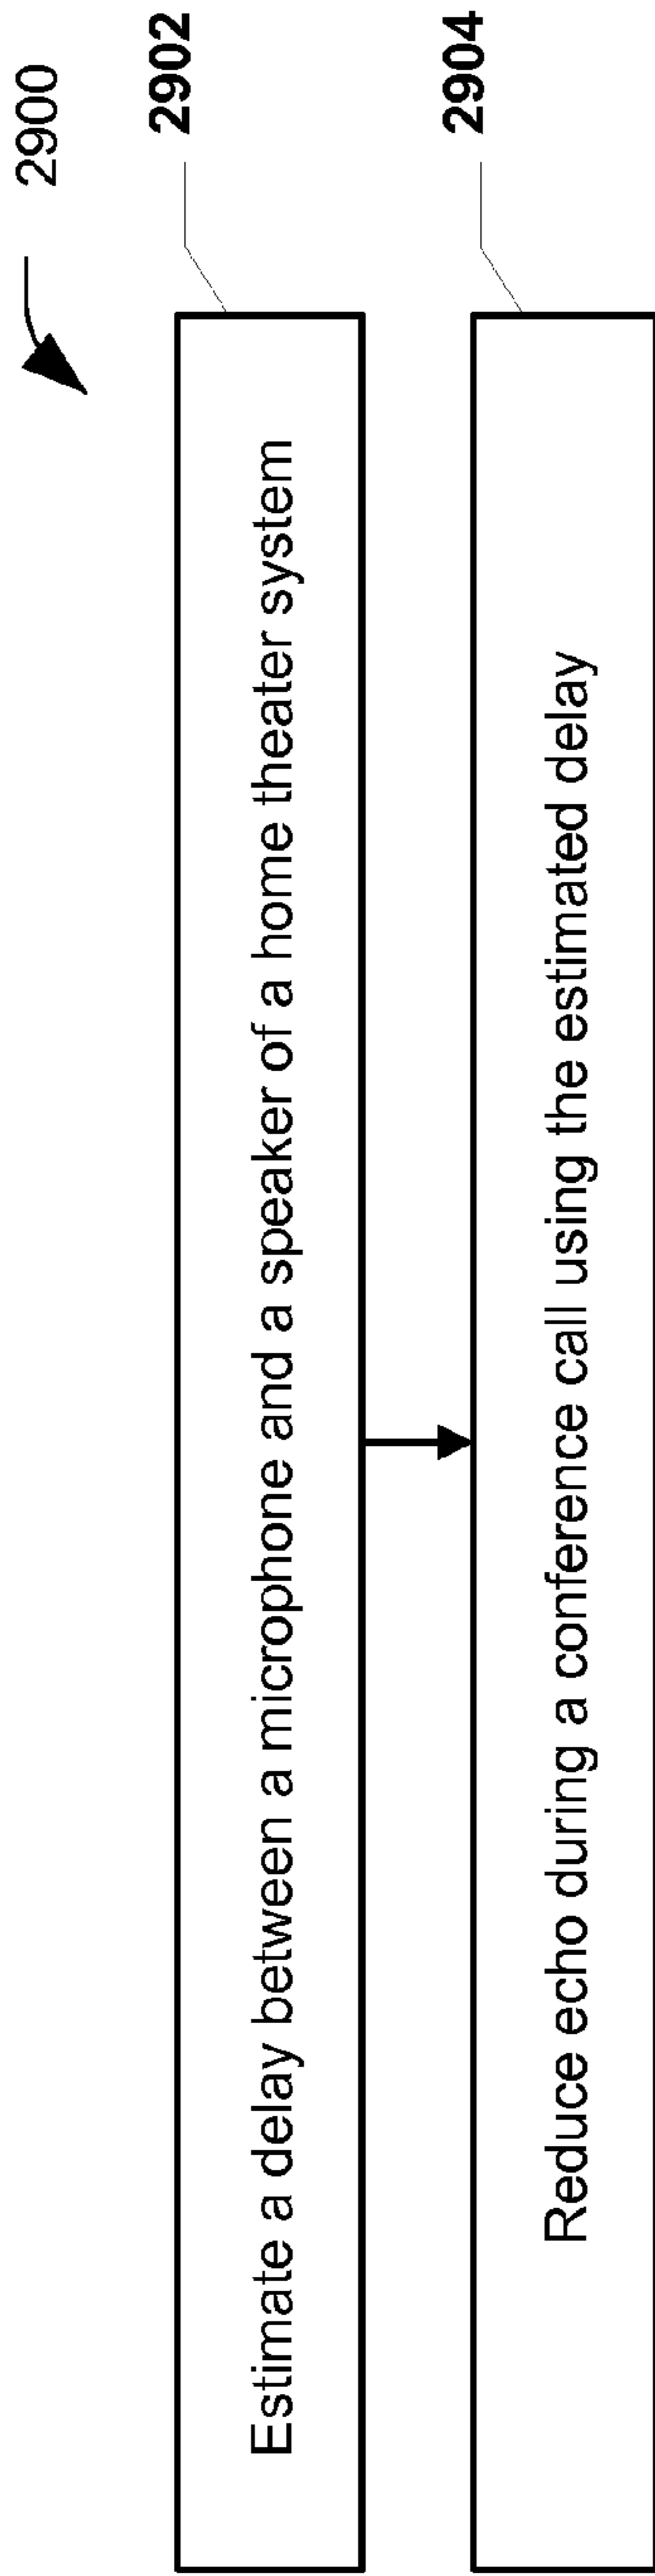 2900
2902
Estimate a delay between a microphone and a speaker of a home theater system
2904
Reduce echo during a conference call using the estimated delay